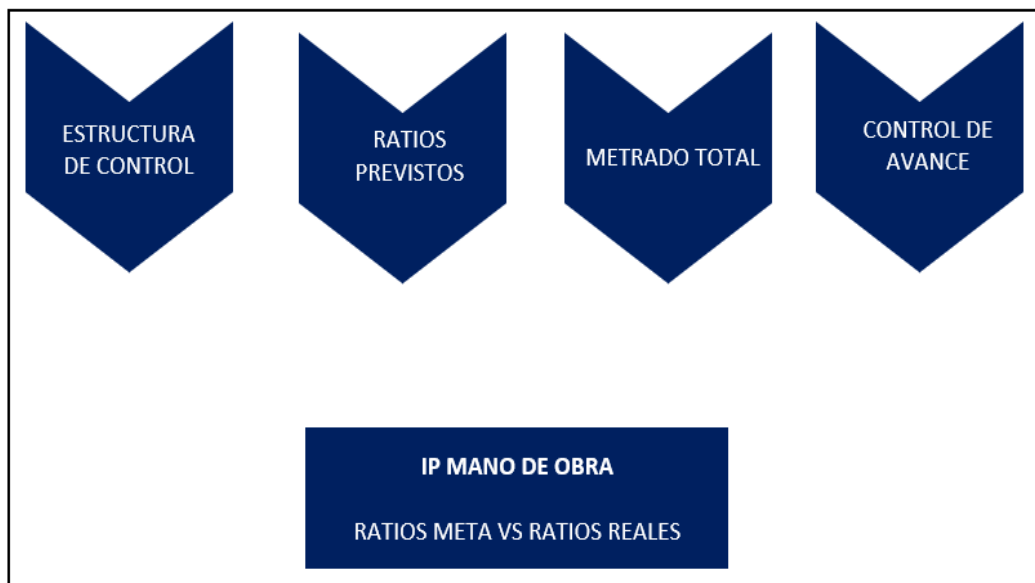 ESTRUCTURA
DE CONTROL
RATIOS
PREVISTOS
METRADO TOTAL
CONTROL DE
AVANCE
IP MANO DE OBRA
RATIOS META VS RATIOS REALES